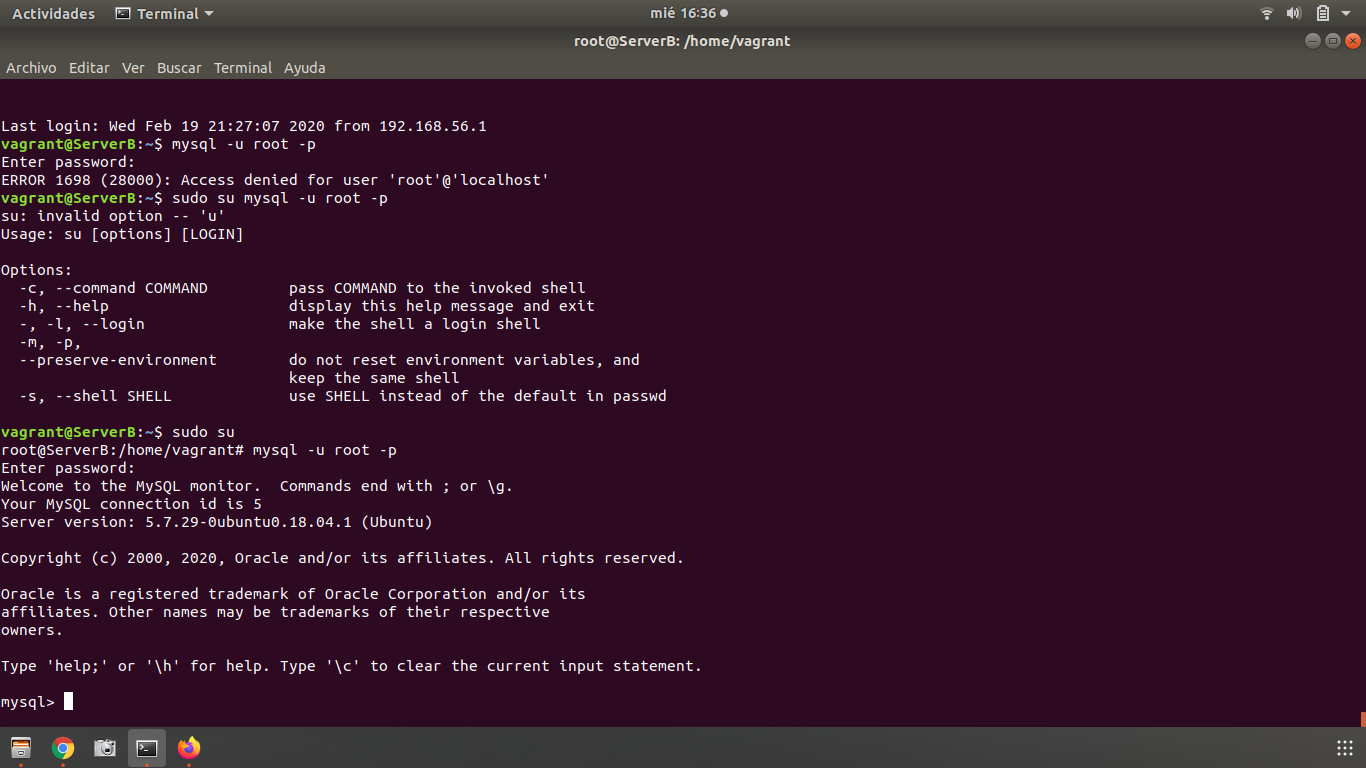 Actividades Terminal mié 16:36
root@ServerB: /home/vagrant
Archivo Editar Ver Buscar Terminal Ayuda
Last login: Wed Feb 19 21:27:07 2020 from 192.168.56.1
vagrant@ServerB:~$ mysql -u root -p
Enter password:
ERROR 1698 (28000): Access denied for user 'root'@'localhost'
vagrant@ServerB:~$ sudo su mysql -u root -p
su: invalid option -- 'u'
Usage: su [options] [LOGIN]
Options:
  -c, --command COMMAND         pass COMMAND to the invoked shell
  -h, --help                    display this help message and exit
  -, -l, --login                make the shell a login shell
  -m, -p,
  --preserve-environment        do not reset environment variables, and
                                keep the same shell
  -s, --shell SHELL             use SHELL instead of the default in passwd
vagrant@ServerB:~$ sudo su
root@ServerB:/home/vagrant# mysql -u root -p
Enter password:
Welcome to the MySQL monitor.  Commands end with ; or \g.
Your MySQL connection id is 5
Server version: 5.7.29-0ubuntu0.18.04.1 (Ubuntu)
Copyright (c) 2000, 2020, Oracle and/or its affiliates. All rights reserved.
Oracle is a registered trademark of Oracle Corporation and/or its
affiliates. Other names may be trademarks of their respective
owners.
Type 'help;' or '\h' for help. Type '\c' to clear the current input statement.
mysql>